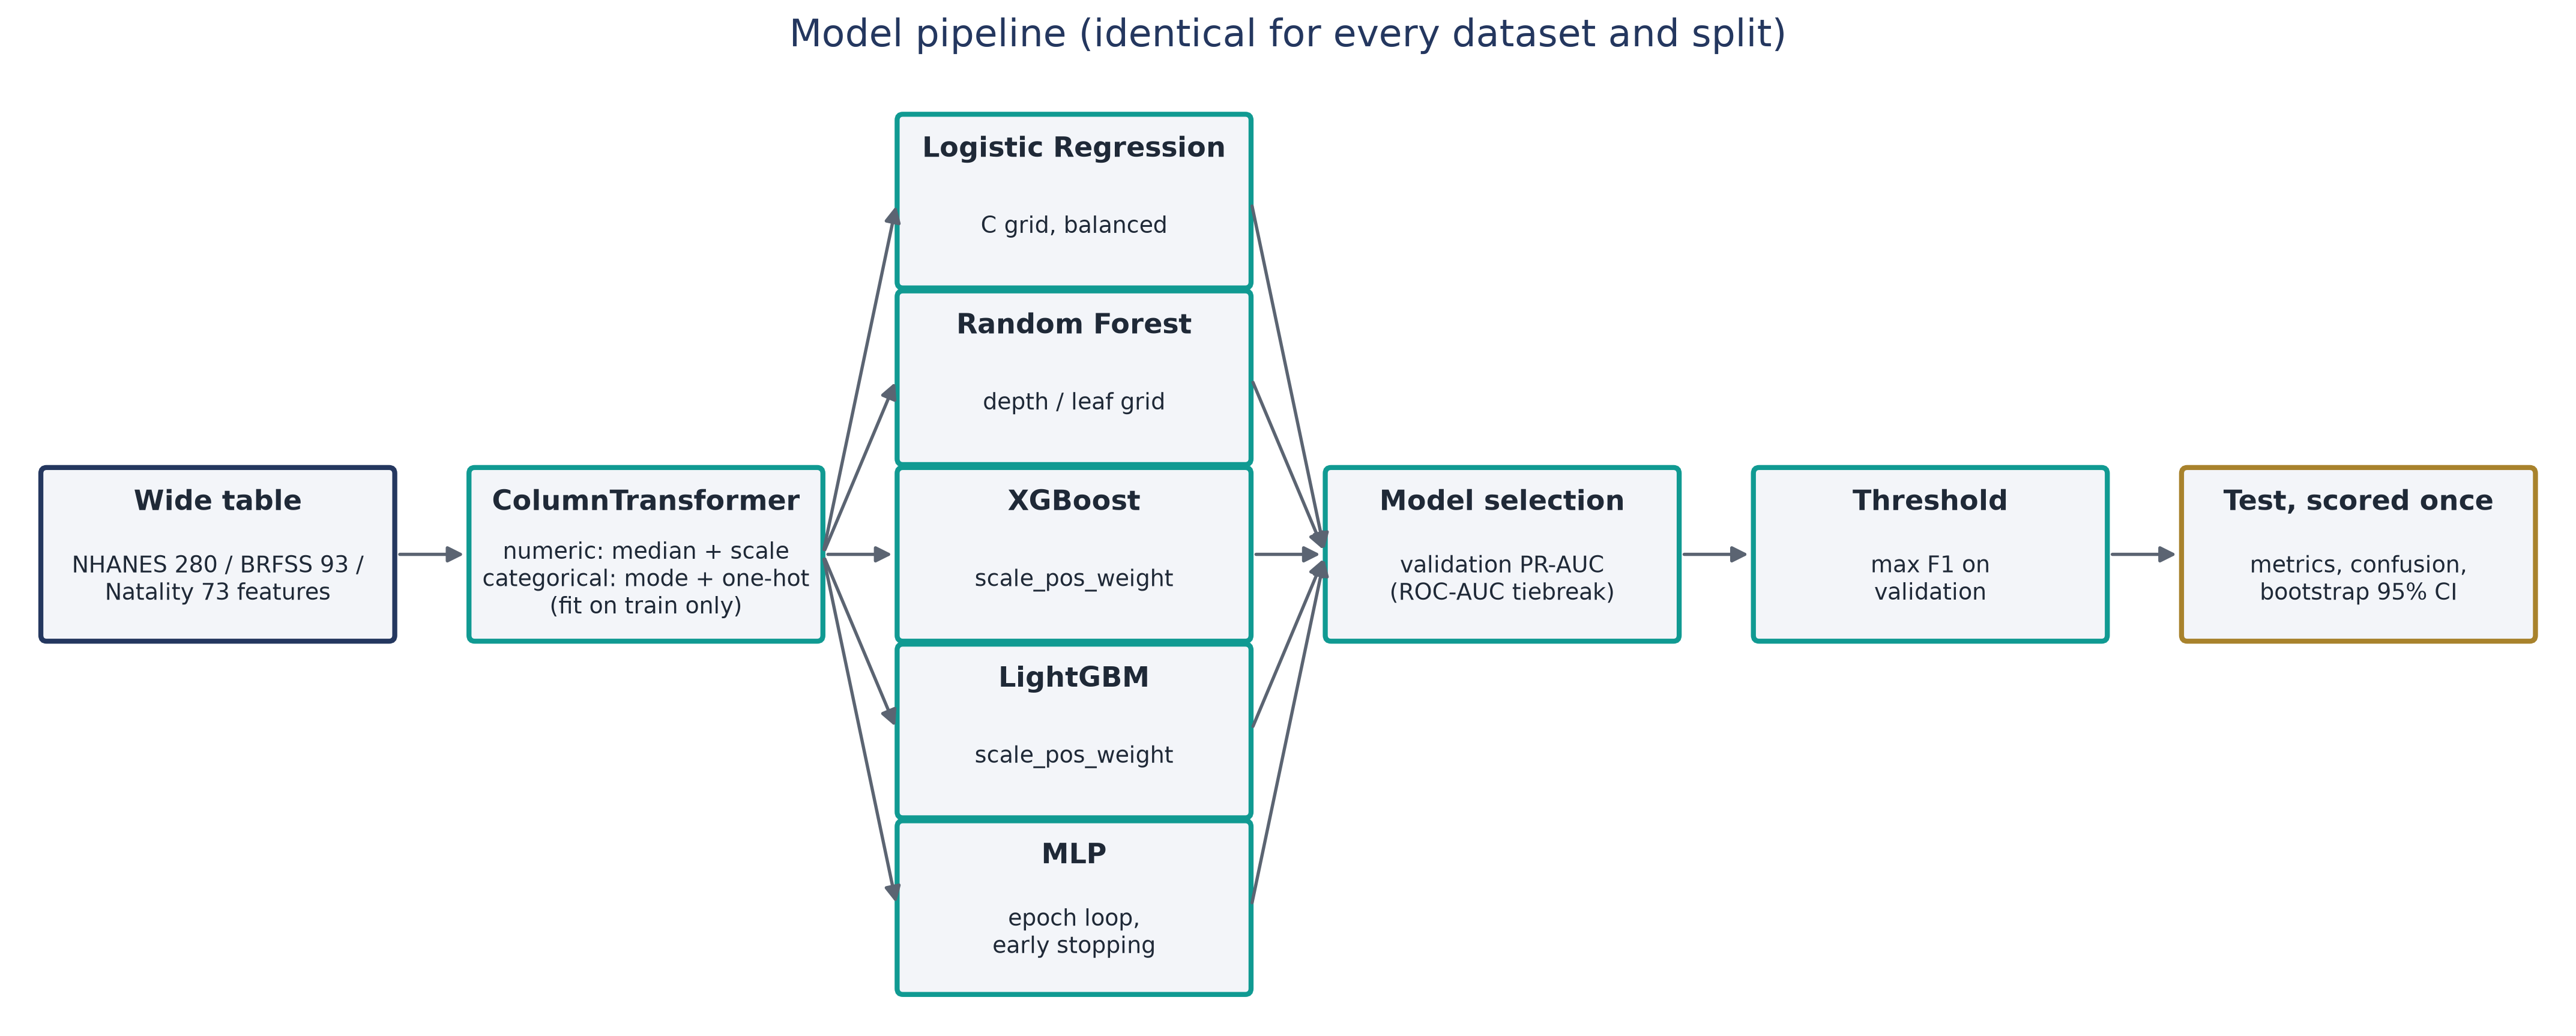 Model pipeline (identical for every dataset and split)
Wide table
NHANES 280 / BRFSS 93 /
Natality 73 features
ColumnTransformer
numeric: median + scale
categorical: mode + one-hot
(fit on train only)
Logistic Regression
C grid, balanced
Random Forest
depth / leaf grid
XGBoost
scale_pos_weight
LightGBM
scale_pos_weight
MLP
epoch loop,
early stopping
Model selection
validation PR-AUC
(ROC-AUC tiebreak)
Threshold
max F1 on
validation
Test, scored once
metrics, confusion,
bootstrap 95% CI